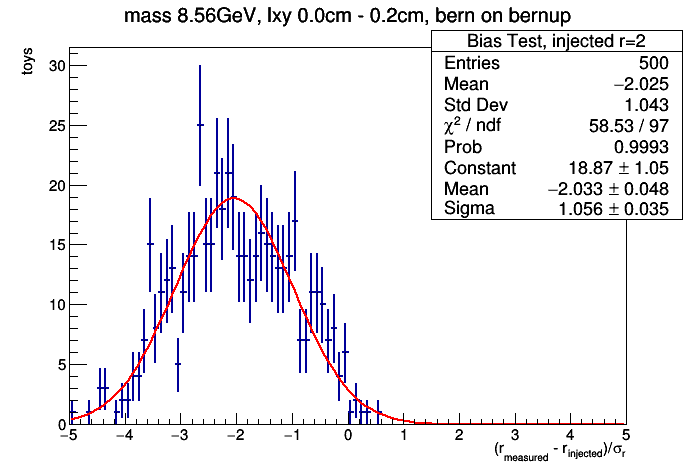 mass 8.56GeV, lxy 0.0cm - 0.2cm, bern on bernup
Bias Test, injected r=2
Entries 500
Mean −2.025
Std Dev 1.043
χ² / ndf 58.53 / 97
Prob 0.9993
Constant 18.87 ± 1.05
Mean −2.033 ± 0.048
Sigma 1.056 ± 0.035
toys
30
25
20
15
10
5
0
−5 −4 −3 −2 −1 0 1 2 3 4 5
(r_measured - r_injected)/σ_r